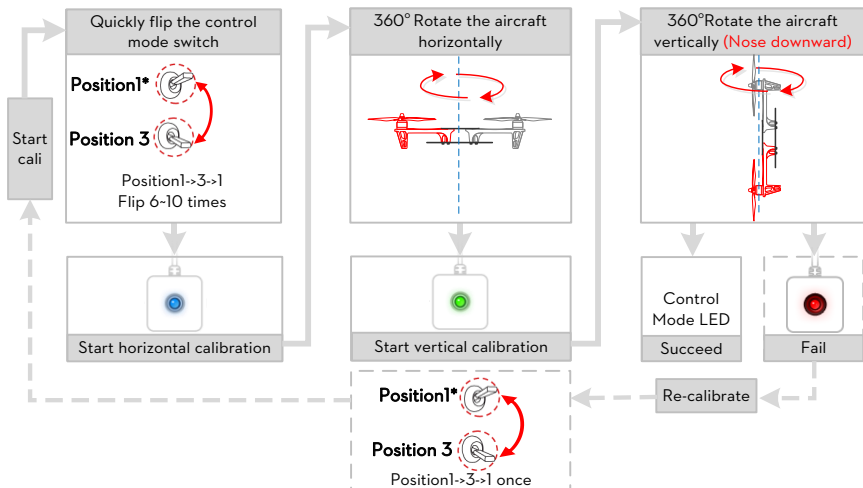 Quickly flip the control
mode switch
360° Rotate the aircraft
horizontally
360°Rotate the aircraft
vertically (Nose downward)
Start
cali
Position1*
Position 3
Position1->3->1
Flip 6~10 times
Start horizontal calibration
Start vertical calibration
Control
Mode LED
Succeed
Fail
Re-calibrate
Position1*
Position 3
Position1->3->1 once